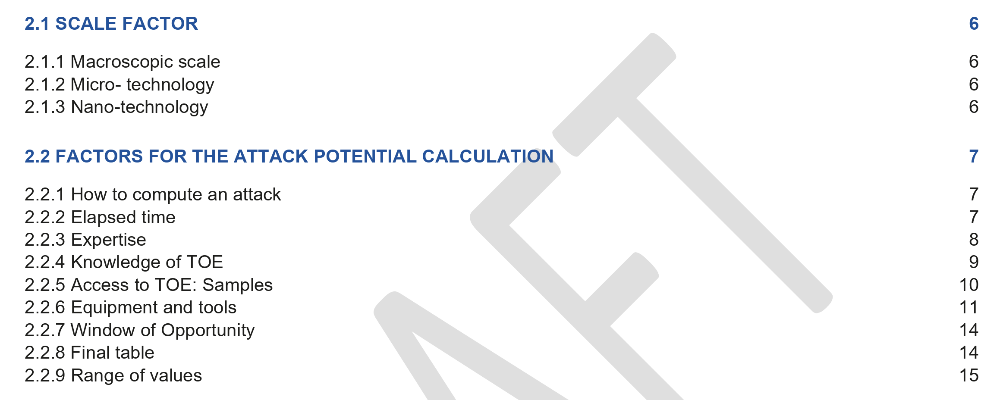 2.1 SCALE FACTOR 6
2.1.1 Macroscopic scale 6
2.1.2 Micro- technology 6
2.1.3 Nano-technology 6
2.2 FACTORS FOR THE ATTACK POTENTIAL CALCULATION 7
2.2.1 How to compute an attack 7
2.2.2 Elapsed time 7
2.2.3 Expertise 8
2.2.4 Knowledge of TOE 9
2.2.5 Access to TOE: Samples 10
2.2.6 Equipment and tools 11
2.2.7 Window of Opportunity 14
2.2.8 Final table 14
2.2.9 Range of values 15